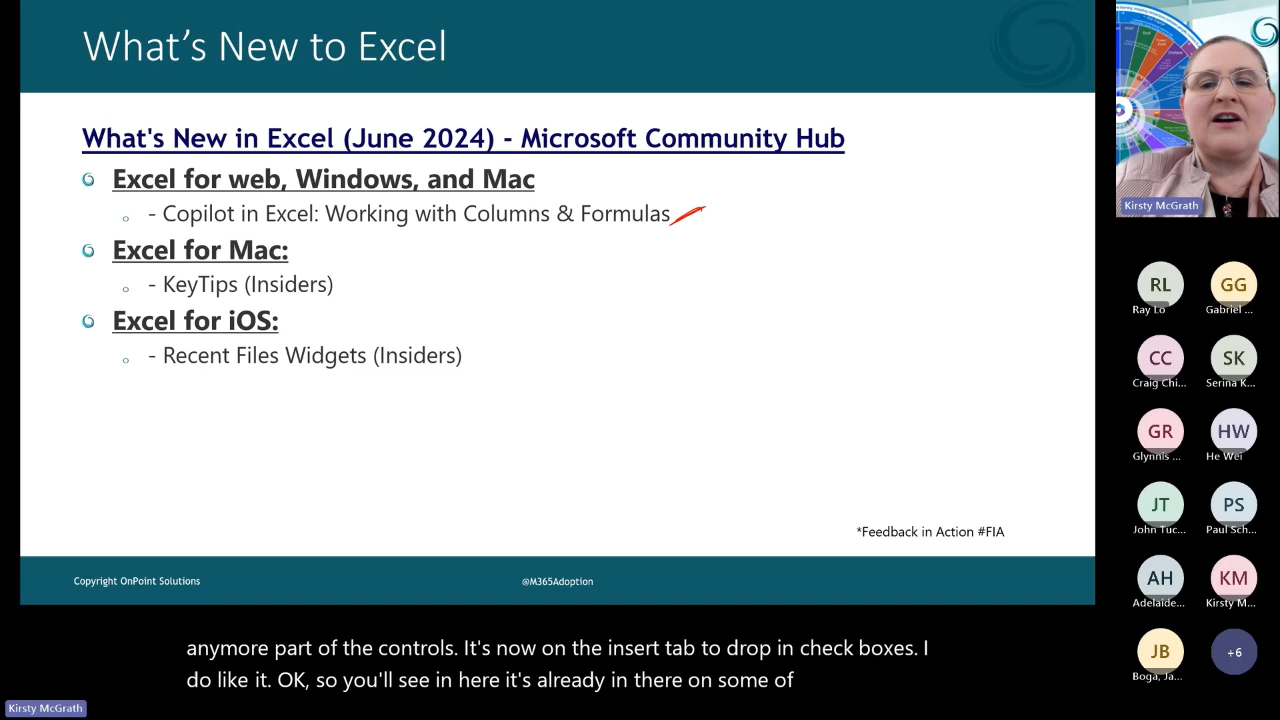 What's New to Excel
What's New in Excel (June 2024) - Microsoft Community Hub
Excel for web, Windows, and Mac
- Copilot in Excel: Working with Columns & Formulas
Excel for Mac:
- KeyTips (Insiders)
Excel for iOS:
- Recent Files Widgets (Insiders)
*Feedback in Action #FIA
Copyright OnPoint Solutions
@M365Adoption
Kirsty McGrath
RL
Ray Lo
GG
Gabriel ...
CC
Craig Chi...
SK
Serina K...
GR
Glynnis ...
HW
He Wei
JT
John Tuc...
PS
Paul Sch...
AH
Adelaide...
KM
Kirsty M...
JB
Boga, Ja...
+6
anymore part of the controls. It's now on the insert tab to drop in check boxes. I
do like it. OK, so you'll see in here it's already in there on some of
Kirsty McGrath